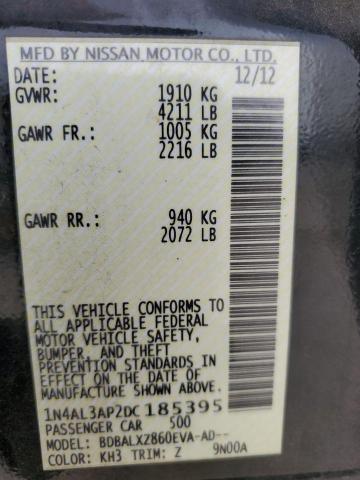 MFD BY NISSAN MOTOR CO., LTD.
DATE: 12/12
GVWR: 1910 KG
4211 LB
GAWR FR.: 1005 KG
2216 LB
GAWR RR.: 940 KG
2072 LB
THIS VEHICLE CONFORMS TO
ALL APPLICABLE FEDERAL
MOTOR VEHICLE SAFETY,
BUMPER, AND THEFT
PREVENTION STANDARDS IN
EFFECT ON THE DATE OF
MANUFACTURE SHOWN ABOVE.
1N4AL3AP2DC 185395
PASSENGER CAR 500
MODEL: BDBALXZ860EVA-AD--
COLOR: KH3 TRIM: Z 9N00A